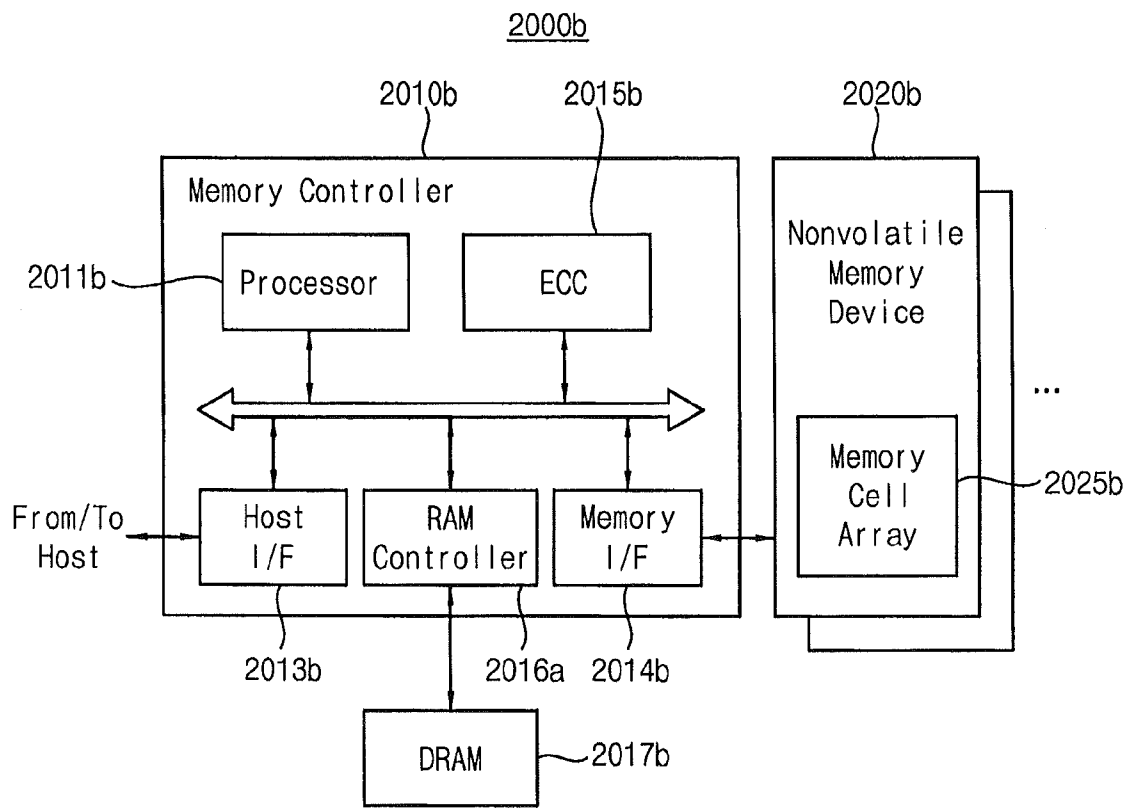 2000b
2010b
2015b
2020b
Memory Controller
Nonvolatile
Memory
Device
2011b
Processor
ECC
...
Memory
Cell
Array
2025b
From/To
Host
Host
I/F
RAM
Controller
Memory
I/F
2013b
2016a
2014b
DRAM
2017b